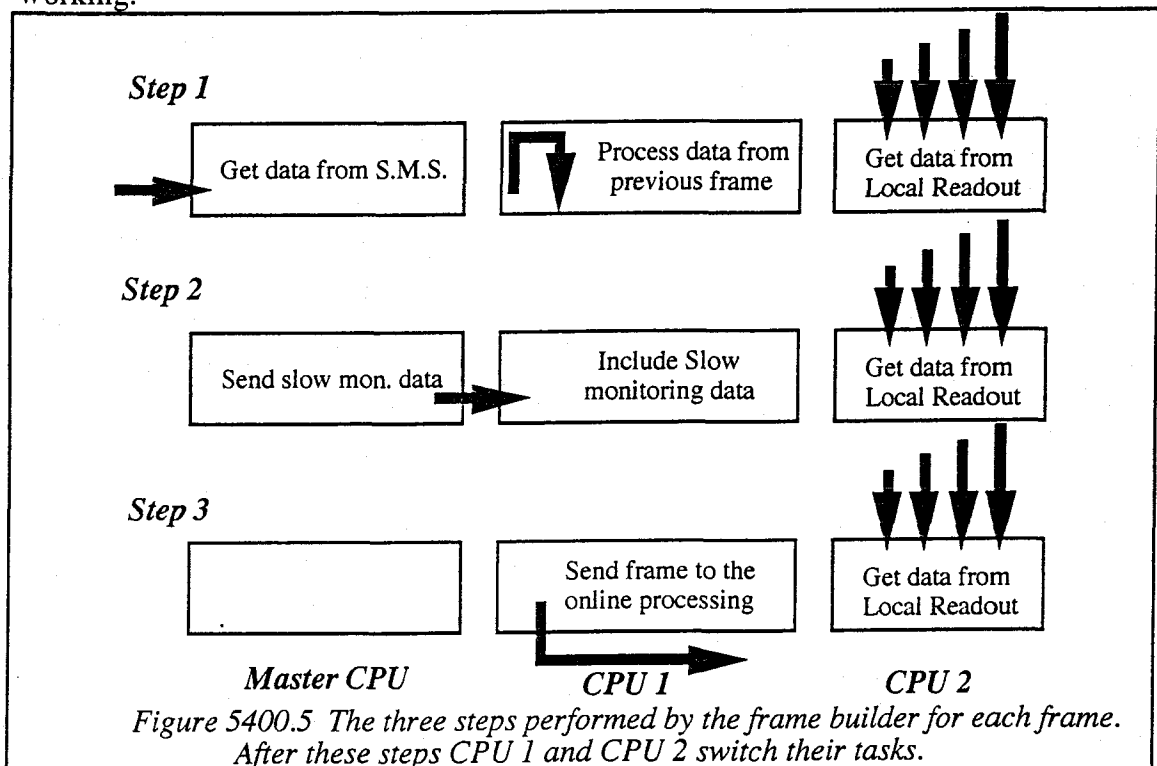 working.
Step 1
Get data from S.M.S.
Process data from
previous frame
Get data from
Local Readout
Step 2
Send slow mon. data
Include Slow
monitoring data
Get data from
Local Readout
Step 3
Send frame to the
online processing
Get data from
Local Readout
Master CPU
CPU 1
CPU 2
Figure 5400.5 The three steps performed by the frame builder for each frame.
After these steps CPU 1 and CPU 2 switch their tasks.